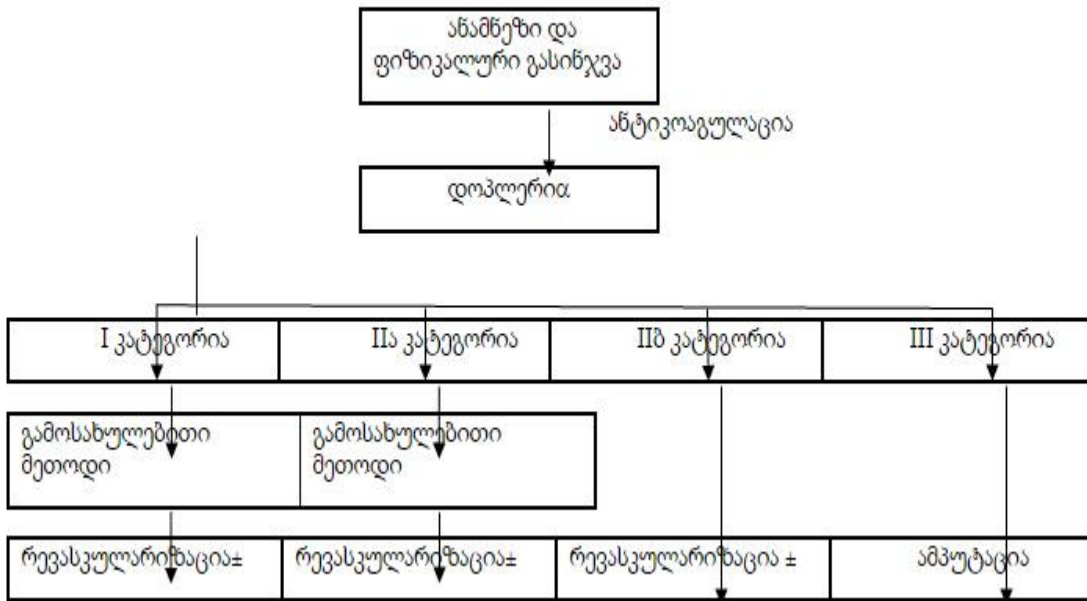 ანამნეზი და
ფიზიკალური გასინჯვა
ანტიკოაგულაცია
დოპლერიα
I კატეგორია
IIა კატეგორია
IIბ კატეგორია
III კატეგორია
გამოსახულებითი
მეთოდი
გამოსახულებითი
მეთოდი
რევასკულარიზაცია±
რევასკულარიზაცია±
რევასკულარიზაცია ±
ამპუტაცია